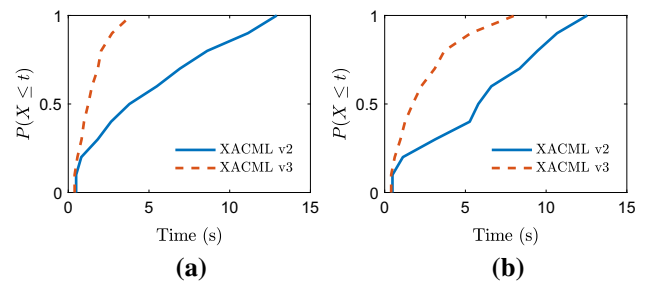 1
0.5
0
P(X ≤ t)
XACML v2
XACML v3
0 5 10 15
Time (s)
(a)
1
0.5
0
P(X ≤ t)
XACML v2
XACML v3
0 5 10 15
Time (s)
(b)